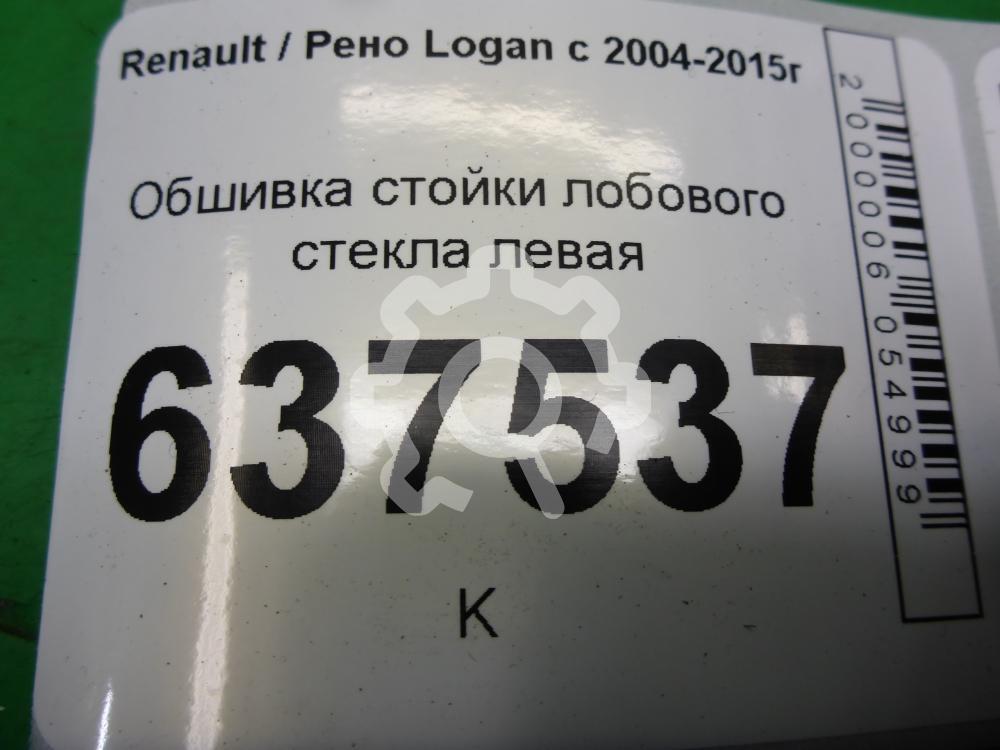 Renault / Рено Logan с 2004-2015г
Обшивка стойки лобового
стекла левая
637537
К
2000006054999